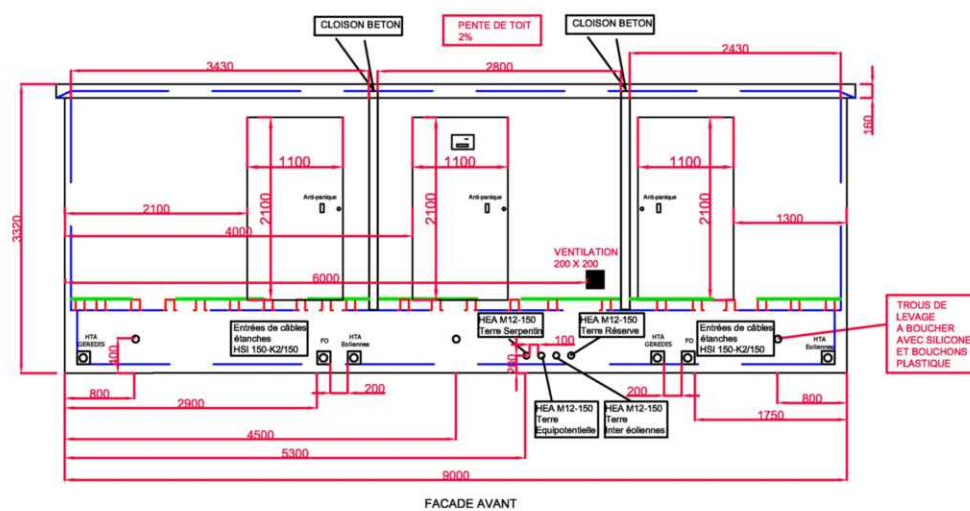 CLOISON BETON
PENTE DE TOIT
2%
CLOISON BETON
3430
2800
2430
160
1100
1100
1100
2100
2100
2100
Anti-panique
Anti-panique
Anti-panique
2100
4000
1300
3320
6000
VENTILATION
200 X 200
HTA
GEREDIS
Entrées de câbles
étanches
HSI 150-K2/150
FO
HTA
Eoliennes
HEA M12-150
Terre Serpentin
HEA M12-150
Terre Réserve
HTA
GEREDIS
FO
Entrées de câbles
étanches
HSI 150-K2/150
HTA
Eoliennes
TROUS DE
LEVAGE
A BOUCHER
AVEC SILICONE
ET BOUCHONS
PLASTIQUE
400
100
200
800
200
2900
200
800
1750
HEA M12-150
Terre
Equipotentielle
HEA M12-150
Terre
Inter éoliennes
4500
5300
9000
FACADE AVANT